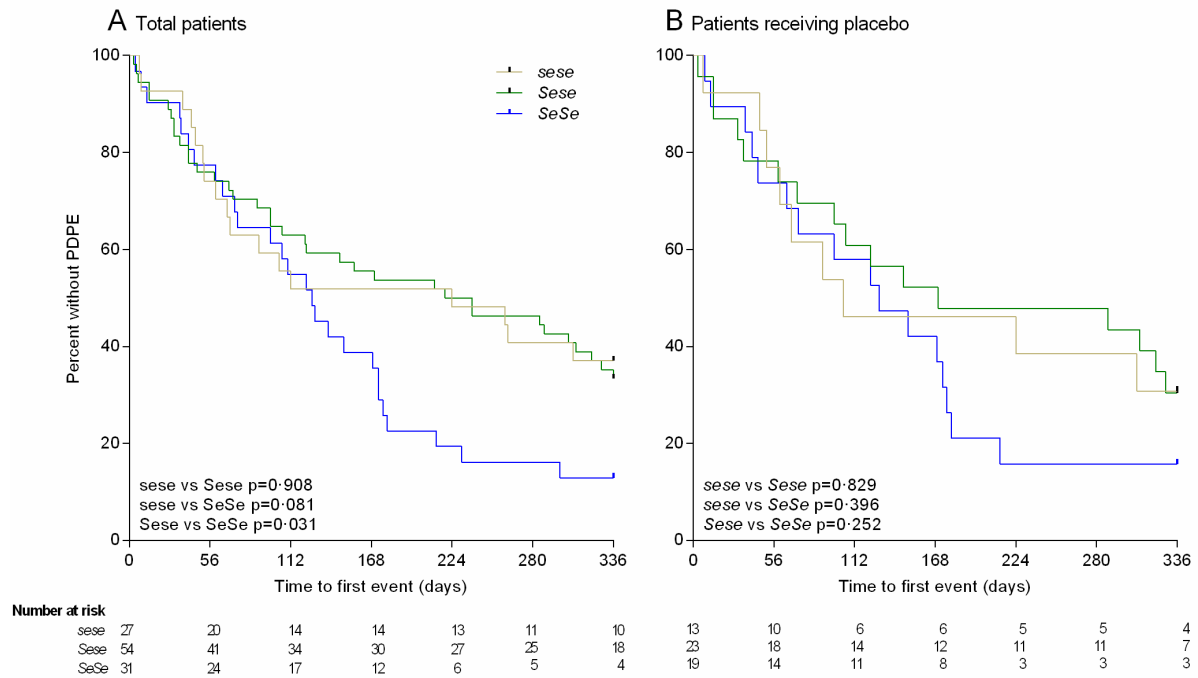 A Total patients
B Patients receiving placebo
sese
Sese
SeSe
Percent without PDPE
100
80
60
40
20
0
sese vs Sese p=0·908
sese vs SeSe p=0·081
Sese vs SeSe p=0·031
0 56 112 168 224 280 336
Time to first event (days)
100
80
60
40
20
0
sese vs Sese p=0·829
sese vs SeSe p=0·396
Sese vs SeSe p=0·252
0 56 112 168 224 280 336
Time to first event (days)
Number at risk
sese 27 20 14 14 13 11 10 13 10 6 6 5 5 4
Sese 54 41 34 30 27 25 18 23 18 14 12 11 11 7
SeSe 31 24 17 12 6 5 4 19 14 11 8 3 3 3